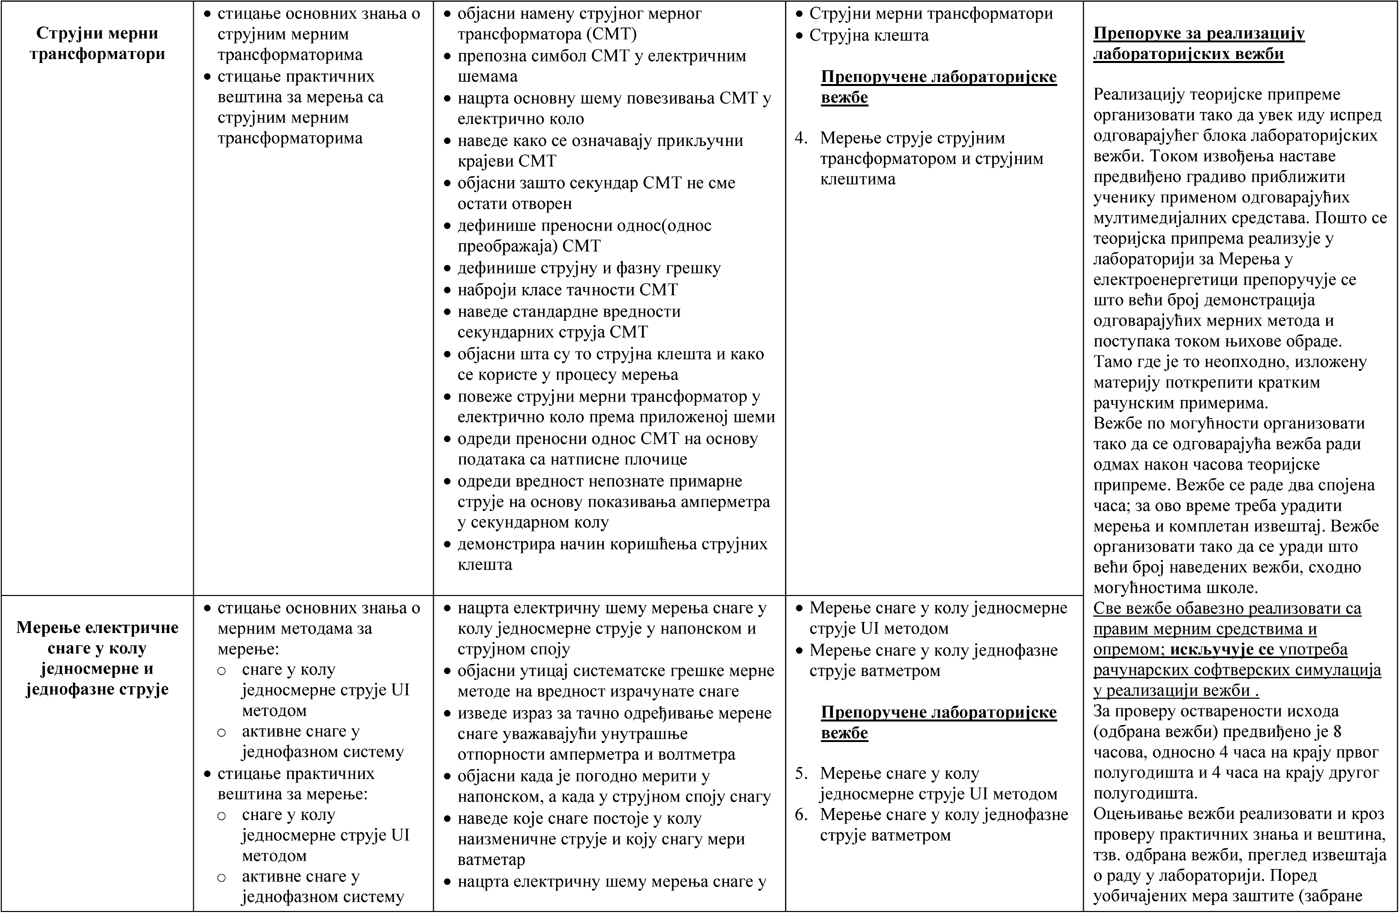 Струјни мерни
трансформатори
• стицање основних знања о
струјним мерним
трансформаторима
• стицање практичних
вештина за мерења са
струјним мерним
трансформаторима
• објасни намену струјног мерног
трансформатора (СМТ)
• препозна симбол СМТ у електричним
шемама
• нацрта основну шему повезивања СМТ у
електрично коло
• наведе како се означавају прикључни
крајеви СМТ
• објасни зашто секундар СМТ не сме
остати отворен
• дефинише преносни однос(однос
преображаја) СМТ
• дефинише струјну и фазну грешку
• наброји класе тачности СМТ
• наведе стандардне вредности
секундарних струја СМТ
• објасни шта су то струјна клешта и како
се користе у процесу мерења
• повеже струјни мерни трансформатор у
електрично коло према приложеној шеми
• одреди преносни однос СМТ на основу
података са натписне плочице
• одреди вредност непознате примарне
струје на основу показивања амперметра
у секундарном колу
• демонстрира начин коришћења струјних
клешта
• Струјни мерни трансформатори
• Струјна клешта
Препоручене лабораторијске
вежбе
4. Мерење струје струјним
трансформатором и струјним
клештима
Препоруке за реализацију
лабораторијских вежби
Реализацију теоријске припреме
организовати тако да увек иду испред
одговарајућег блока лабораторијских
вежби. Током извођења наставе
предвиђено градиво приближити
ученику применом одговарајућих
мултимедијалних средстава. Пошто се
теоријска припрема реализује у
лабораторији за Мерења у
електроенергетици препоручује се
што већи број демонстрација
одговарајућих мерних метода и
поступака током њихове обраде.
Тамо где је то неопходно, изложену
материју поткрепити кратким
рачунским примерима.
Вежбе по могућности организовати
тако да се одговарајућа вежба ради
одмах након часова теоријске
припреме. Вежбе се раде два спојена
часа; за ово време треба урадити
мерења и комплетан извештај. Вежбе
организовати тако да се уради што
већи број наведених вежби, сходно
могућностима школе.
Све вежбе обавезно реализовати са
правим мерним средствима и
опремом; искључује се употреба
рачунарских софтверских симулација
у реализацији вежби .
За проверу остварености исхода
(одбрана вежби) предвиђено је 8
часова, односно 4 часа на крају првог
полугодишта и 4 часа на крају другог
полугодишта.
Оцењивање вежби реализовати и кроз
проверу практичних знања и вештина,
тзв. одбрана вежби, преглед извештаја
о раду у лабораторији. Поред
уобичајених мера заштите (забране
Мерење електричне
снаге у колу
једносмерне и
једнофазне струје
• стицање основних знања о
мерним методама за
мерење:
o снаге у колу
једносмерне струје UI
методом
o активне снаге у
једнофазном систему
• стицање практичних
вештина за мерење:
o снаге у колу
једносмерне струје UI
методом
o активне снаге у
једнофазном систему
• нацрта електричну шему мерења снаге у
колу једносмерне струје у напонском и
струјном споју
• објасни утицај систематске грешке мерне
методе на вредност израчунате снаге
• изведе израз за тачно одређивање мерене
снаге уважавајући унутрашње
отпорности амперметра и волтметра
• објасни када је погодно мерити у
напонском, а када у струјном споју снагу
• наведе које снаге постоје у колу
наизменичне струје и коју снагу мери
ватметар
• нацрта електричну шему мерења снаге у
• Мерење снаге у колу једносмерне
струје UI методом
• Мерење снаге у колу једнофазне
струје ватметром
Препоручене лабораторијске
вежбе
5. Мерење снаге у колу
једносмерне струје UI методом
6. Мерење снаге у колу једнофазне
струје ватметром